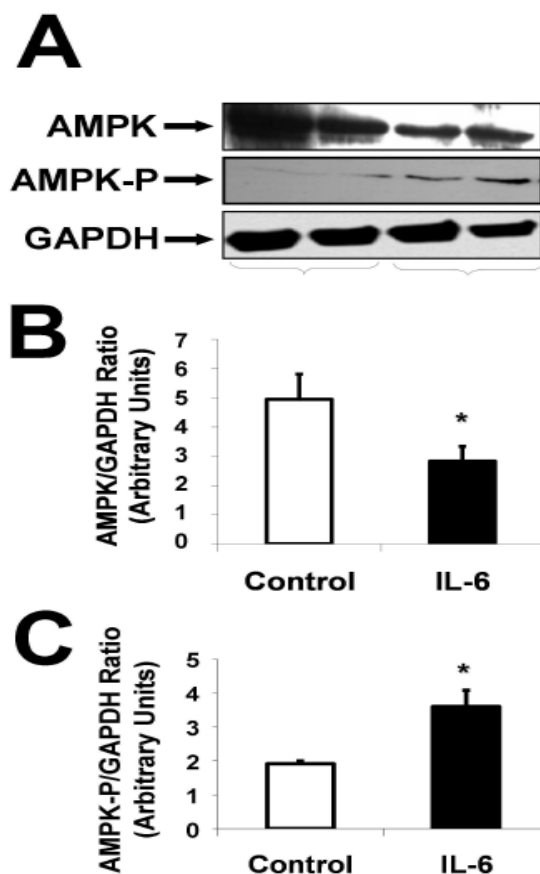 A
AMPK
AMPK-P
GAPDH
B
AMPK/GAPDH Ratio
(Arbitrary Units)
7
6
5
4
3
2
1
0
*
Control IL-6
C
AMPK-P/GAPDH Ratio
(Arbitrary Units)
5
4
3
2
1
0
*
Control IL-6